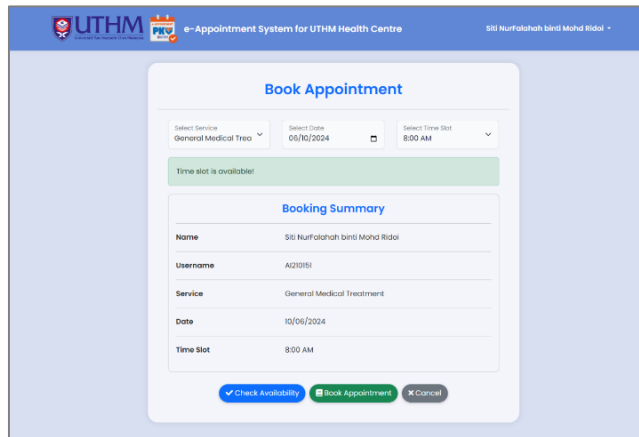 UTHM
PKU
e-Appointment System for UTHM Health Centre
Siti NurFalahah binti Mohd Ridoi
Book Appointment
Select Service
General Medical Trea
Select Date
06/10/2024
Select Time Slot
8:00 AM
Time slot is available!
Booking Summary
Name Siti NurFalahah binti Mohd Ridoi
Username AI210151
Service General Medical Treatment
Date 10/06/2024
Time Slot 8:00 AM
Check Availability
Book Appointment
Cancel